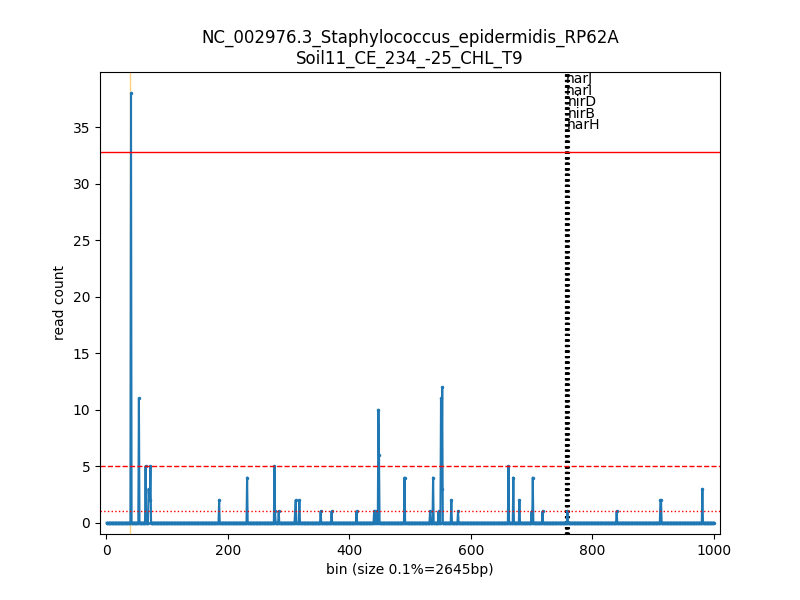 NC_002976.3_Staphylococcus_epidermidis_RP62A
Soil11_CE_234_-25_CHL_T9
narJ
narI
nirD
nirB
narH
read count
35
30
25
20
15
10
5
0
0 200 400 600 800 1000
bin (size 0.1%=2645bp)